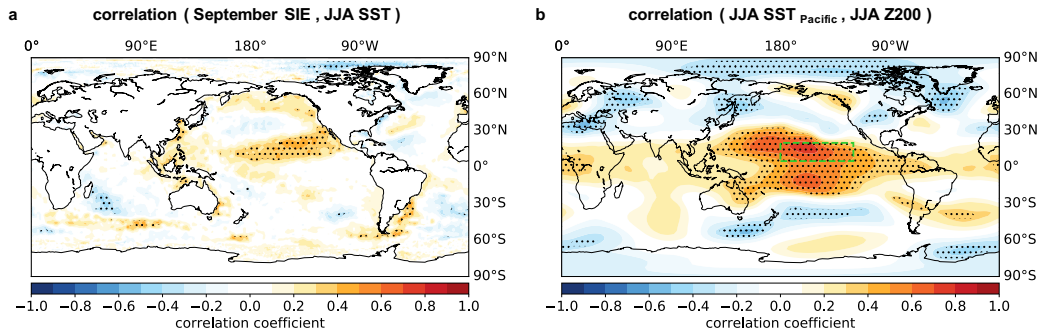 a correlation ( September SIE , JJA SST )
0° 90°E 180° 90°W
90°N
60°N
30°N
0°
30°S
60°S
90°S
−1.0 −0.8 −0.6 −0.4 −0.2 0.0 0.2 0.4 0.6 0.8 1.0
correlation coefficient
b correlation ( JJA SST Pacific , JJA Z200 )
0° 90°E 180° 90°W
90°N
60°N
30°N
0°
30°S
60°S
90°S
−1.0 −0.8 −0.6 −0.4 −0.2 0.0 0.2 0.4 0.6 0.8 1.0
correlation coefficient